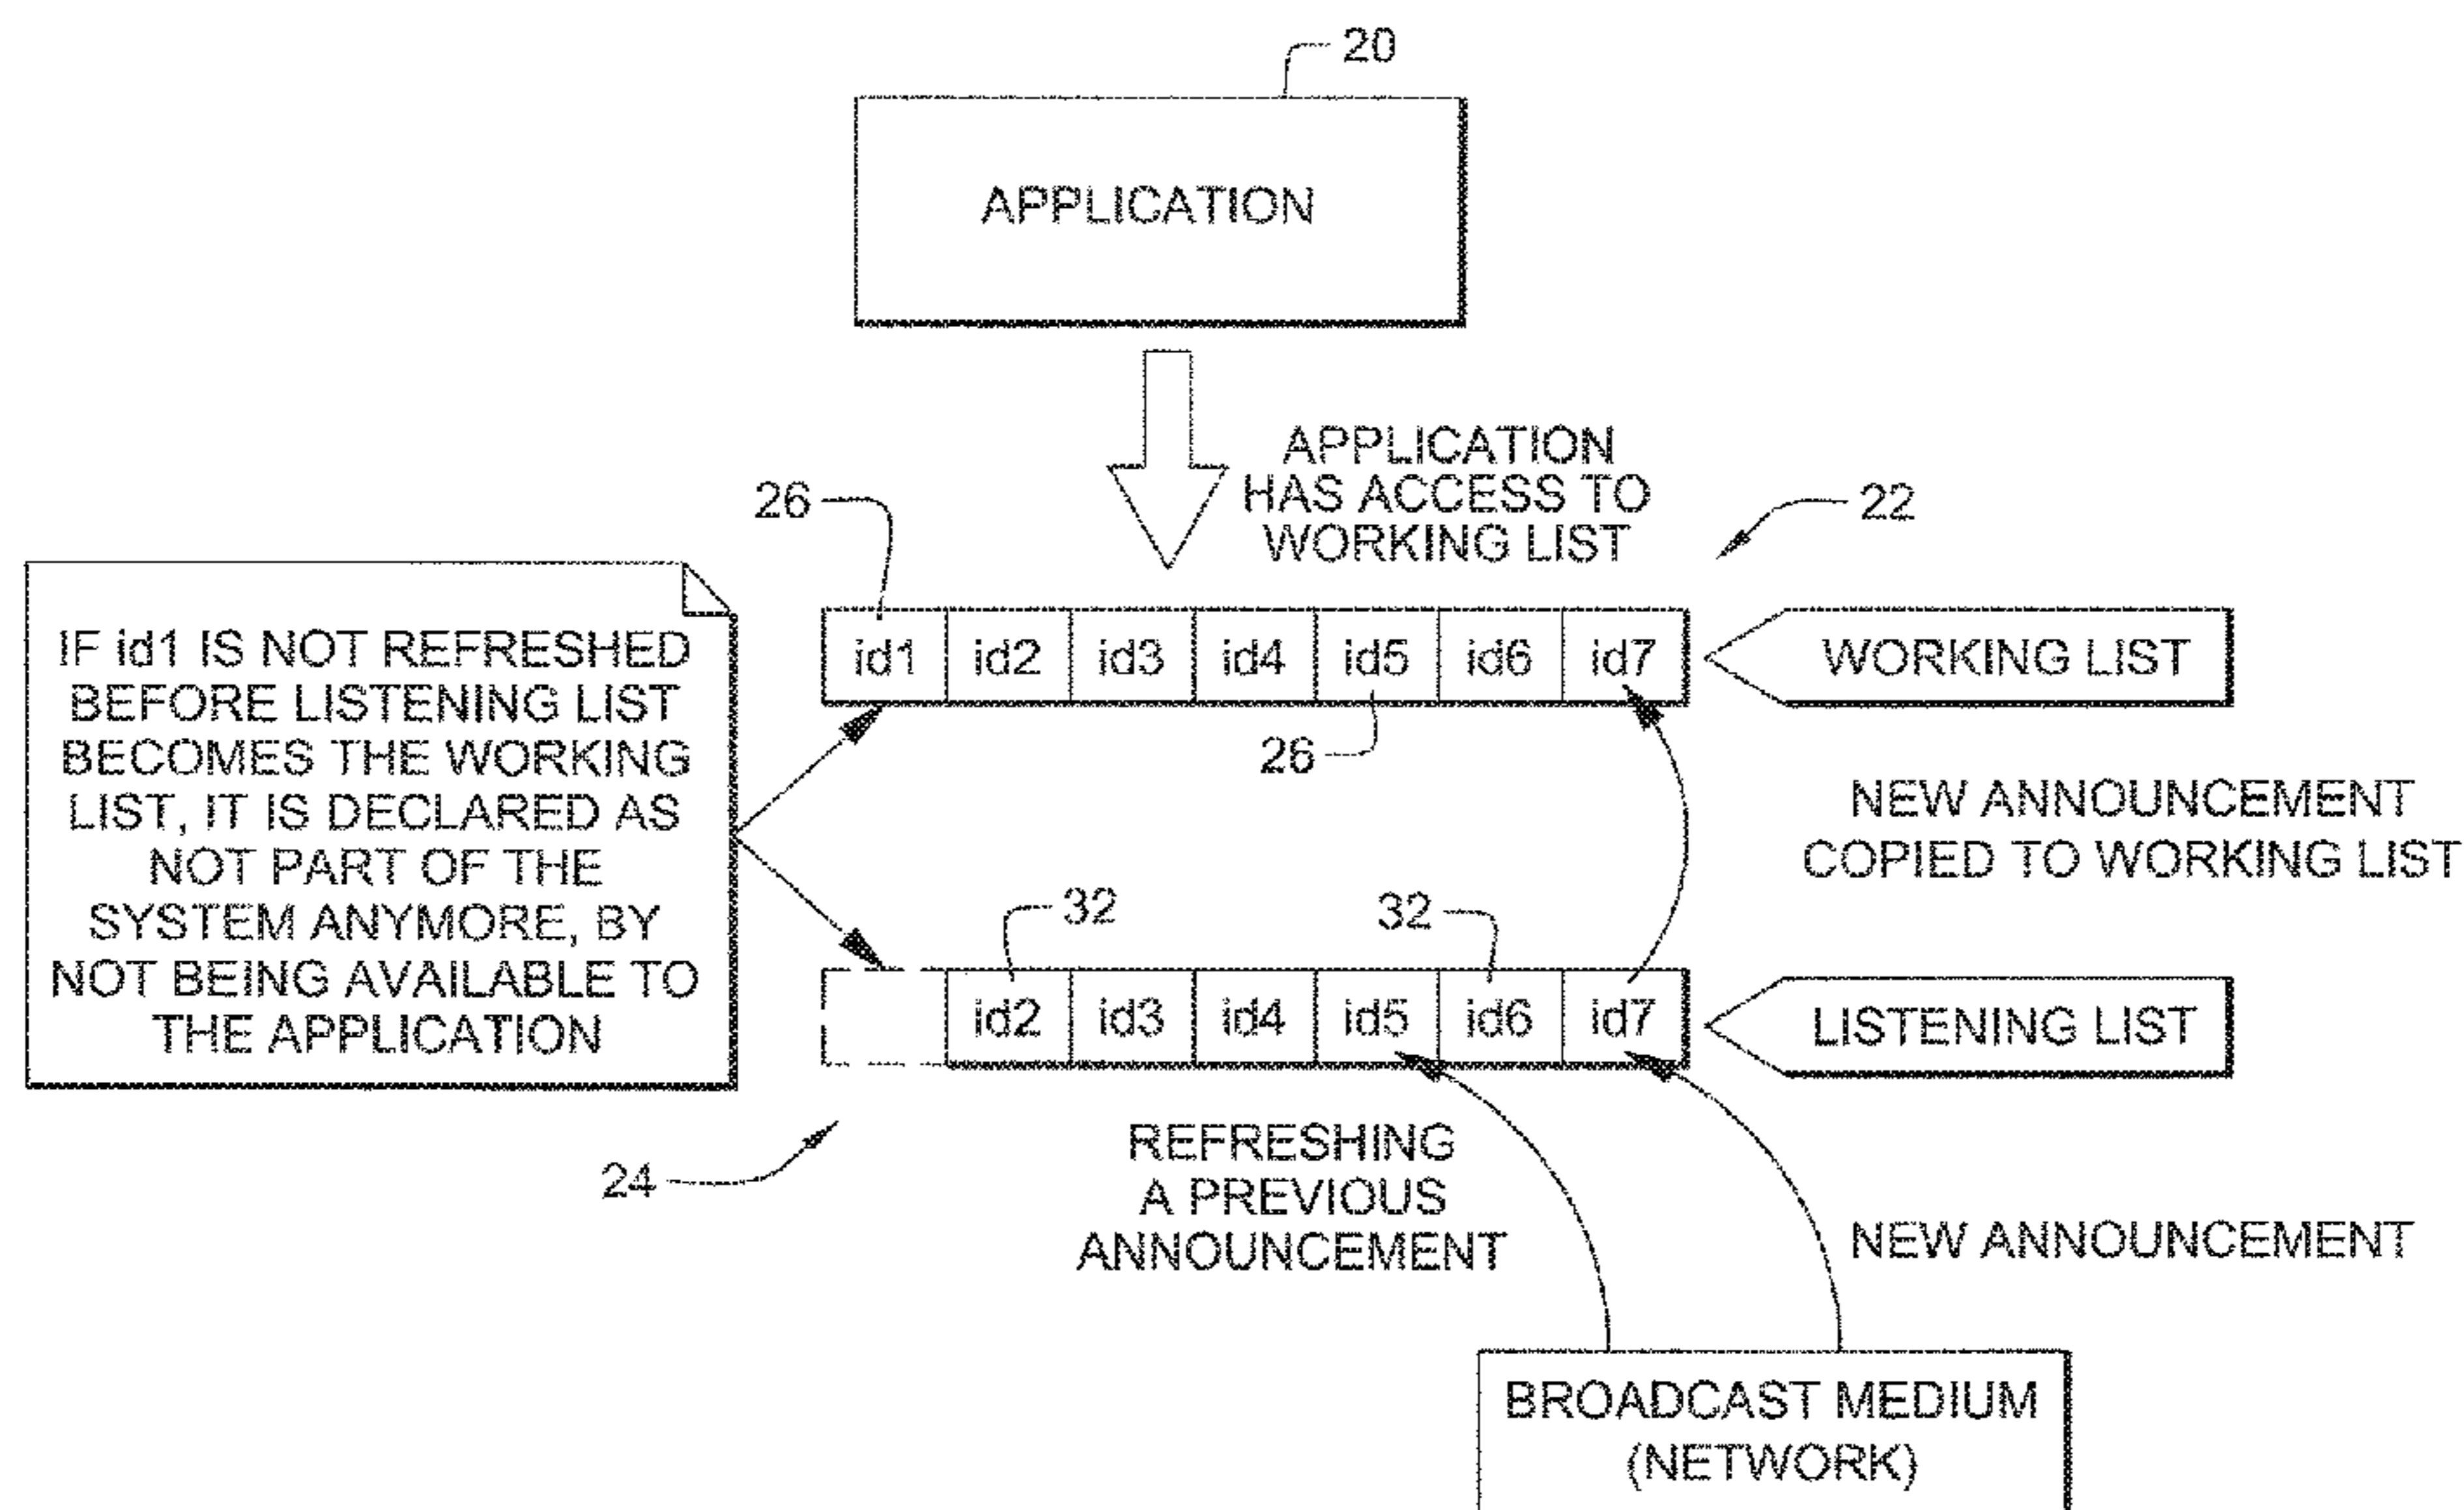 20
APPLICATION
APPLICATION
HAS ACCESS TO
WORKING LIST
26
22
IF id1 IS NOT REFRESHED
BEFORE LISTENING LIST
BECOMES THE WORKING
LIST, IT IS DECLARED AS
NOT PART OF THE
SYSTEM ANYMORE, BY
NOT BEING AVAILABLE TO
THE APPLICATION
id1 id2 id3 id4 id5 id6 id7
WORKING LIST
26
NEW ANNOUNCEMENT
COPIED TO WORKING LIST
32
32
id2 id3 id4 id5 id6 id7
LISTENING LIST
24
REFRESHING
A PREVIOUS
ANNOUNCEMENT
NEW ANNOUNCEMENT
BROADCAST MEDIUM
(NETWORK)